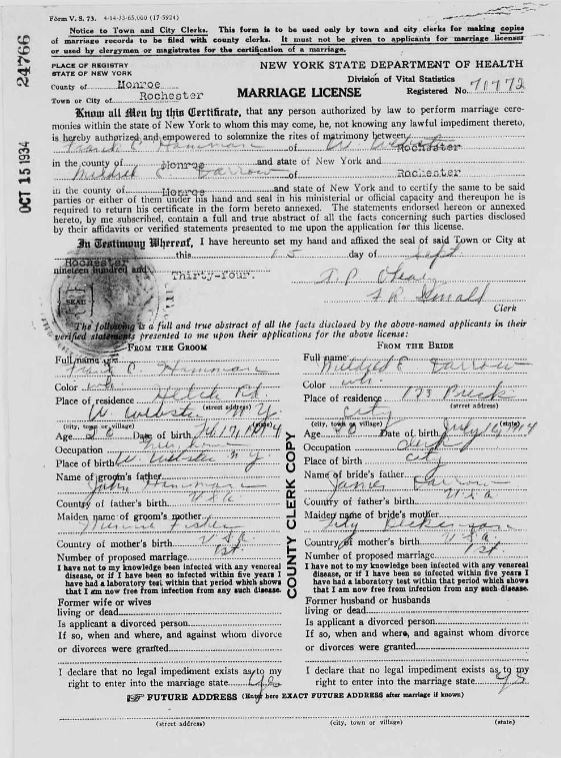 Form V. S. 73. 4-14-33-65,000 (17-5924)
Notice to Town and City Clerks. This form is to be used only by town and city clerks for making copies
of marriage records to be filed with county clerks. It must not be given to applicants for marriage licenses
or used by clergymen or magistrates for the certification of a marriage.
24766
OCT 15 1934
PLACE OF REGISTRY
STATE OF NEW YORK
NEW YORK STATE DEPARTMENT OF HEALTH
Division of Vital Statistics
County of Monroe
Town or City of Rochester
MARRIAGE LICENSE
Registered No. 70772
Know all Men by this Certificate, that any person authorized by law to perform marriage cere-
monies within the state of New York to whom this may come, he, not knowing any lawful impediment thereto,
is hereby authorized and empowered to solemnize the rites of matrimony between
Frank C. of W. Webster Rochester
in the county of Monroe and state of New York and
Mildred E. Darrow of Rochester
in the county of Monroe and state of New York and to certify the same to be said
parties or either of them under his hand and seal in his ministerial or official capacity and thereupon he is
required to return his certificate in the form hereto annexed. The statements endorsed hereon or annexed
hereto, by me subscribed, contain a full and true abstract of all the facts concerning such parties disclosed
by their affidavits or verified statements presented to me upon the application for this license.
In Testimony Whereof, I have hereunto set my hand and affixed the seal of said Town or City at
Rochester this 15 day of Sept
nineteen hundred and Thirty-four.
SEAL
T. P. O'Leary
Clerk
The following is a full and true abstract of all the facts disclosed by the above-named applicants in their
verified statements presented to me upon their applications for the above license:
FROM THE GROOM
Full name Frank C.
Color wh.
Place of residence Rd
(street address)
W Webster N Y.
(city, town or village) (state)
Age 20 Date of birth 17, 1914
Occupation
Place of birth W Webster N Y
Name of groom's father
John
Country of father's birth U S A
Maiden name of groom's mother
Minnie Fisher
Country of mother's birth U S A
Number of proposed marriage 1st
I have not to my knowledge been infected with any venereal
disease, or if I have been so infected within five years I
have had a laboratory test within that period which shows
that I am now free from infection from any such disease.
Former wife or wives
living or dead
Is applicant a divorced person
If so, when and where, and against whom divorce
or divorces were granted
I declare that no legal impediment exists as to my
right to enter into the marriage state yes
COUNTY CLERK COPY
FROM THE BRIDE
Full name Mildred E Darrow
Color wh.
Place of residence 173
(street address)
City
(city, town or village) (state)
Age 20 Date of birth July 14 1914
Occupation Clerk
Place of birth City
Name of bride's father
James Darrow
Country of father's birth U S A
Maiden name of bride's mother
Country of mother's birth U S A
Number of proposed marriage 1st
I have not to my knowledge been infected with any venereal
disease, or if I have been so infected within five years I
have had a laboratory test within that period which shows
that I am now free from infection from any such disease.
Former husband or husbands
living or dead
Is applicant a divorced person
If so, when and where, and against whom divorce
or divorces were granted
I declare that no legal impediment exists as to my
right to enter into the marriage state yes
FUTURE ADDRESS (Enter here EXACT FUTURE ADDRESS after marriage if known)
(street address) (city, town or village) (state)